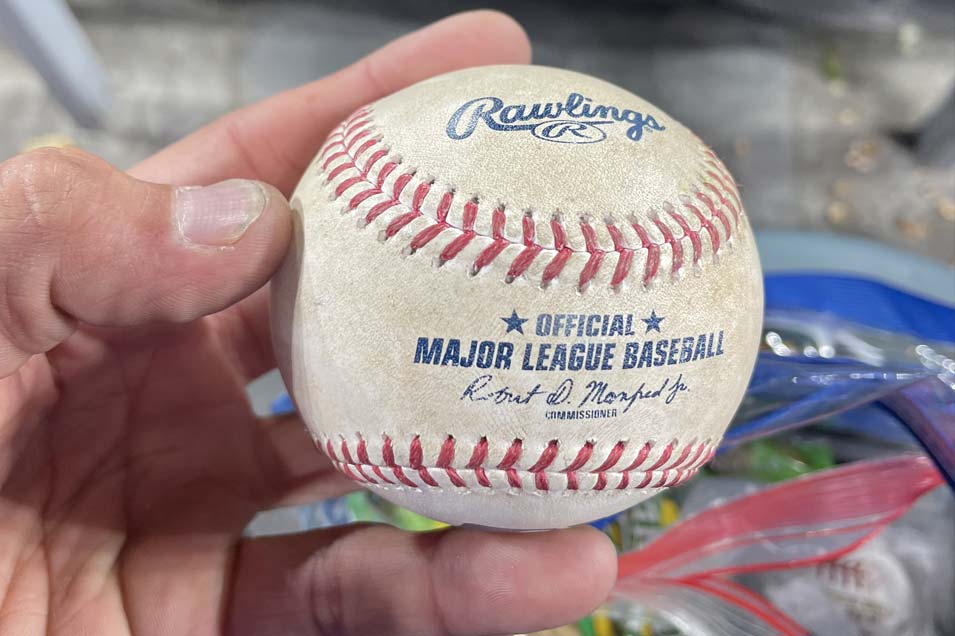 Rawlings
R
OFFICIAL
MAJOR LEAGUE BASEBALL
Robert D. Manfred Jr.
COMMISSIONER